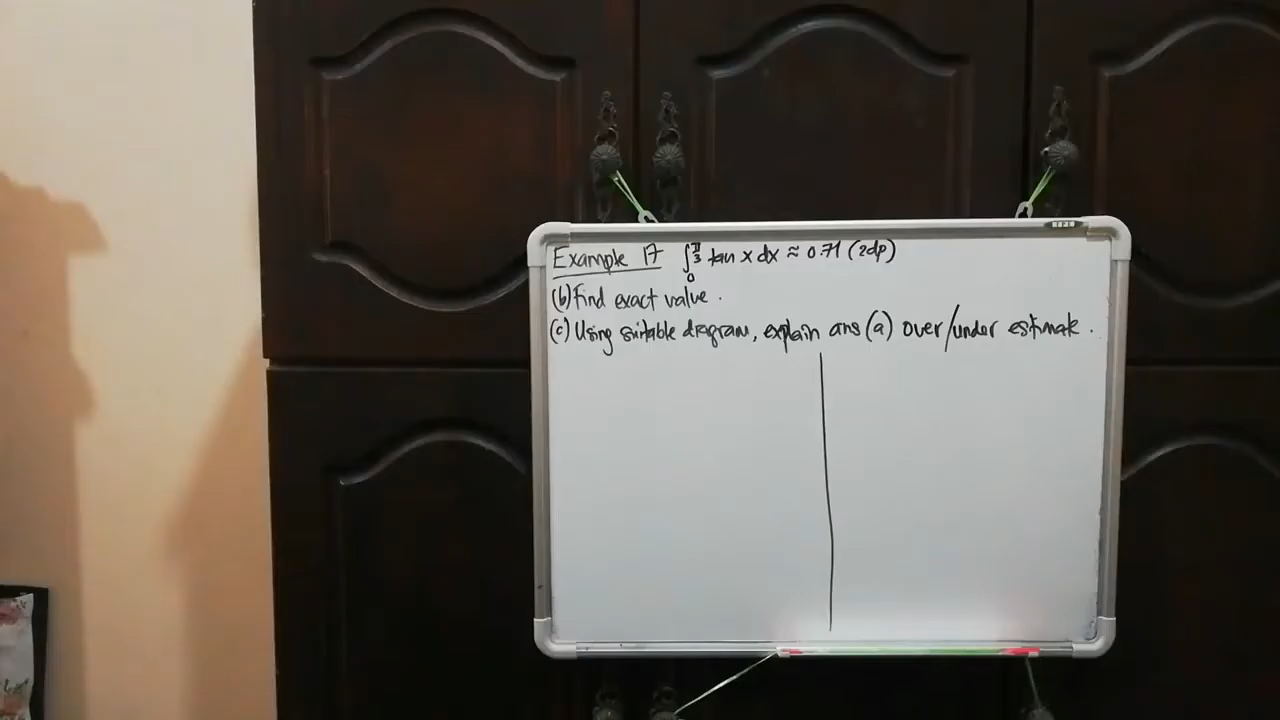 Example 17 ∫₀^(π/3) tan x dx ≈ 0.71 (2dp)
(b) Find exact value.
(c) Using suitable diagram, explain ans (a) over/under estimate.